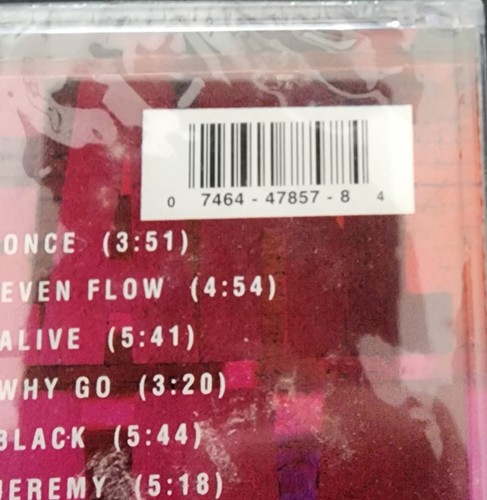 0 7464 - 47857 - 8 4
ONCE (3:51)
EVEN FLOW (4:54)
ALIVE (5:41)
WHY GO (3:20)
BLACK (5:44)
JEREMY (5:18)